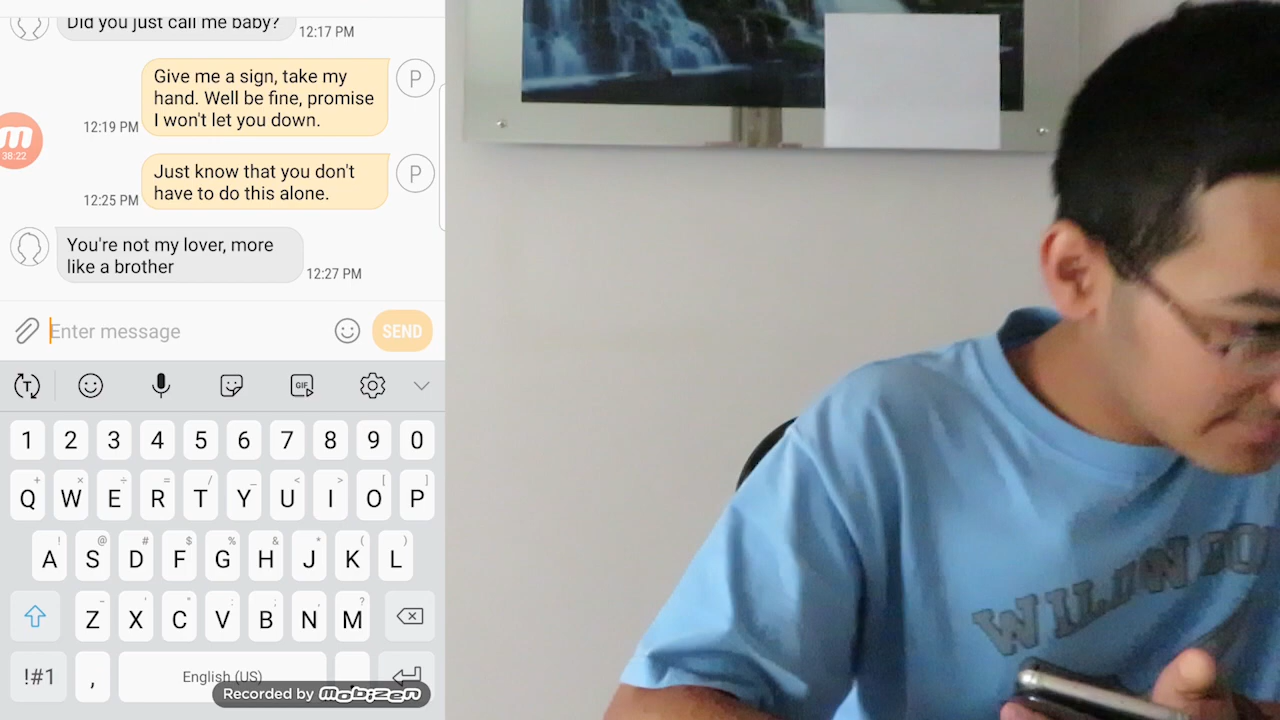 Did you just call me baby?
12:17 PM
Give me a sign, take my
hand. Well be fine, promise
I won't let you down.
P
12:19 PM
38:22
Just know that you don't
have to do this alone.
P
12:25 PM
You're not my lover, more
like a brother
12:27 PM
Enter message
SEND
T
GIF
1 2 3 4 5 6 7 8 9 0
Q W E R T Y U I O P
A S D F G H J K L
Z X C V B N M
!#1 , English (US)
Recorded by mobizen